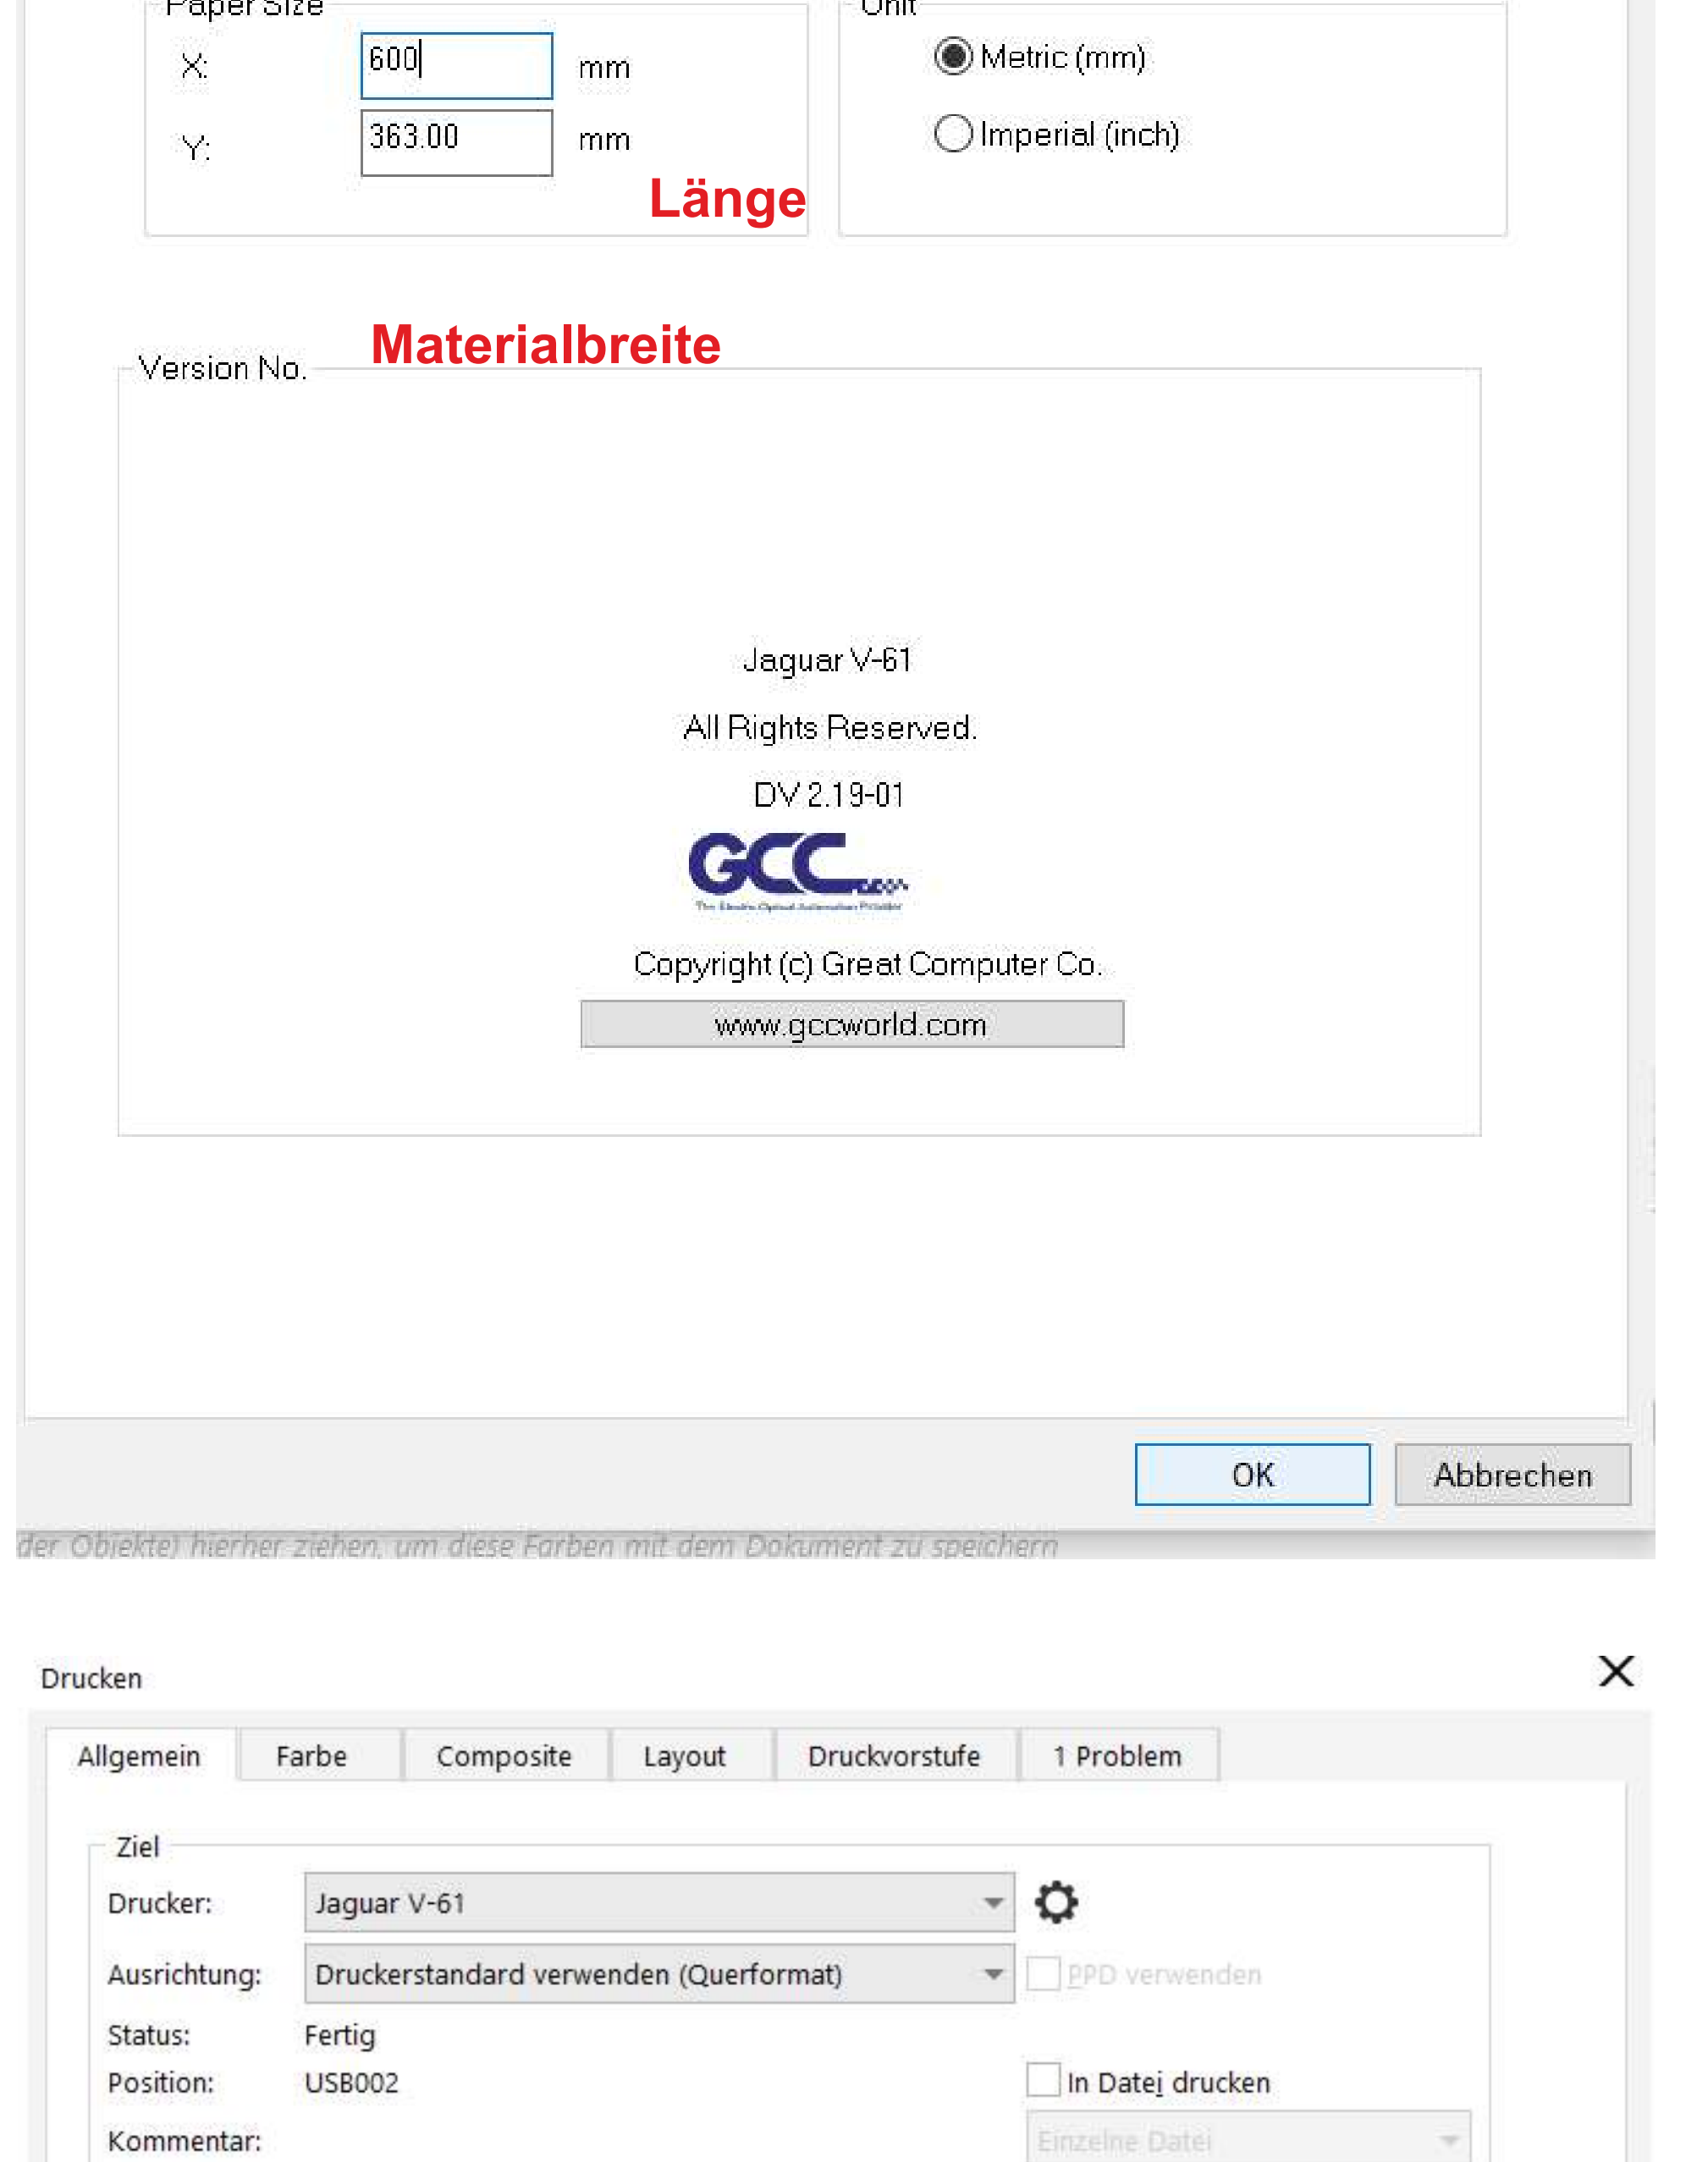 Paper Size
Unit
X: 600 mm
Metric (mm)
Y: 363.00 mm
Imperial (inch)
Länge
Materialbreite
Version No.
Jaguar V-61
All Rights Reserved.
DV 2.19-01
GCC
Copyright (c) Great Computer Co.
www.gccworld.com
OK Abbrechen
der Objekte) hierher ziehen, um diese Farben mit dem Dokument zu speichern
Drucken
Allgemein Farbe Composite Layout Druckvorstufe 1 Problem
Ziel
Drucker: Jaguar V-61
Ausrichtung: Druckerstandard verwenden (Querformat) PPD verwenden
Status: Fertig
Position: USB002 In Datei drucken
Kommentar: Einzelne Datei